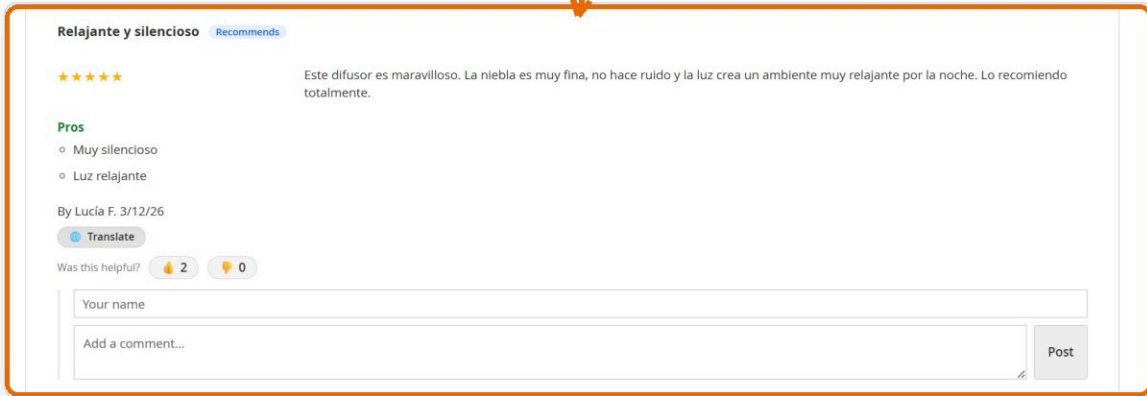 Relajante y silencioso Recommends
★★★★★
Este difusor es maravilloso. La niebla es muy fina, no hace ruido y la luz crea un ambiente muy relajante por la noche. Lo recomiendo
totalmente.
Pros
Muy silencioso
Luz relajante
By Lucía F. 3/12/26
🌐 Translate
Was this helpful? 👍 2 👎 0
Your name
Add a comment...
Post